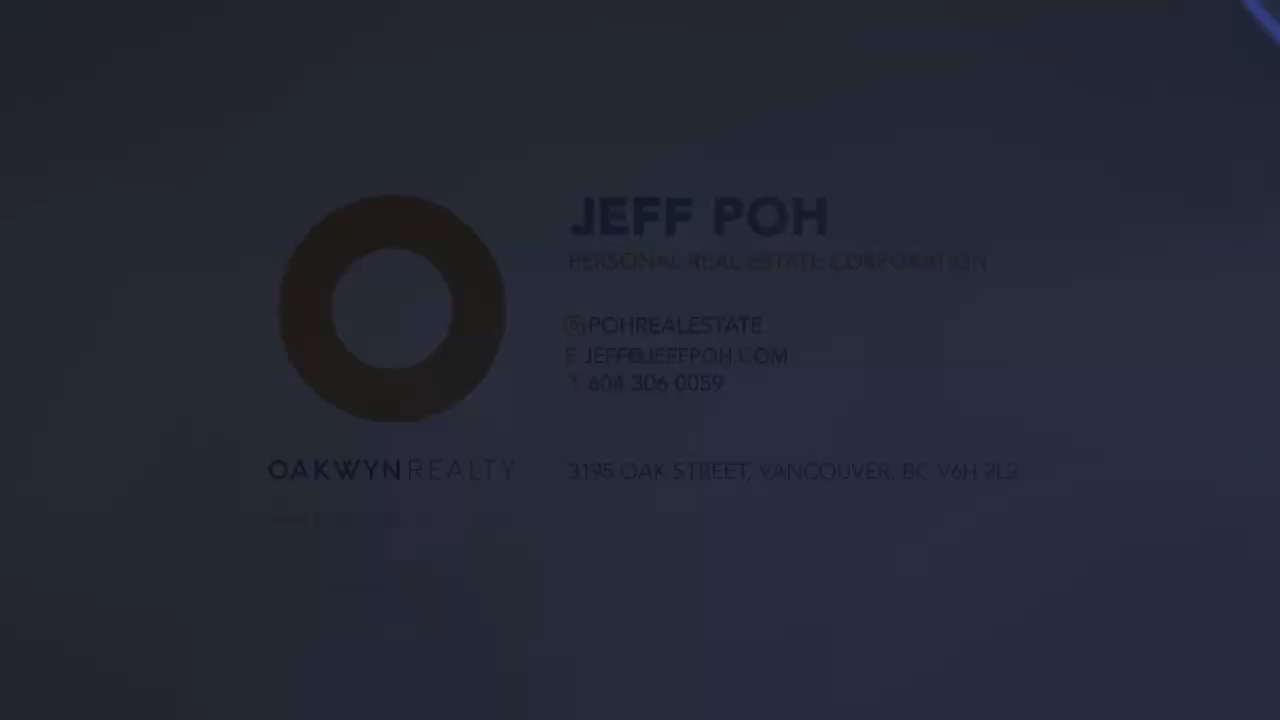 JEFF POH
PERSONAL REAL ESTATE CORPORATION
POHREALESTATE
E JEFF@JEFFPOH.COM
T 604 306 0059
OAKWYN REALTY
3195 OAK STREET, VANCOUVER, BC V6H 2L2